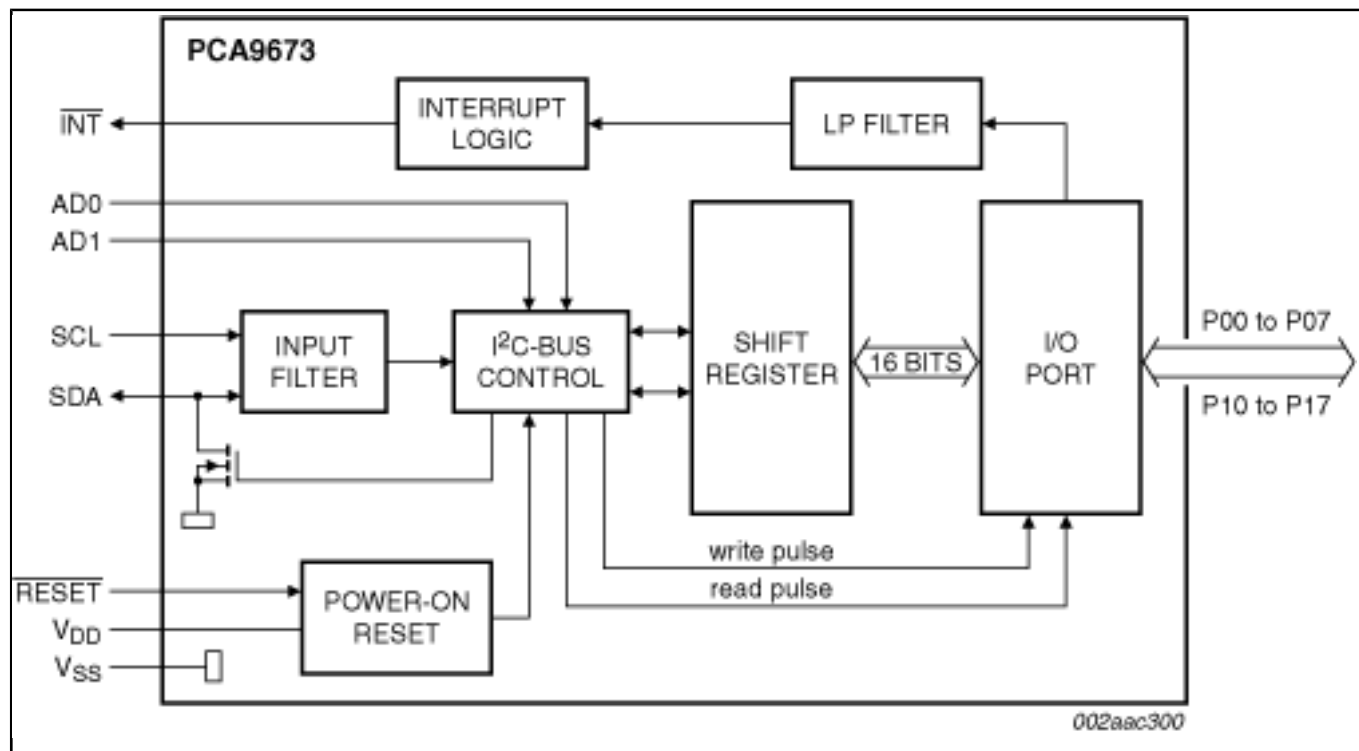 PCA9673
INT
INTERRUPT
LOGIC
LP FILTER
AD0
AD1
SCL
SDA
INPUT
FILTER
I²C-BUS
CONTROL
SHIFT
REGISTER
16 BITS
I/O
PORT
P00 to P07
P10 to P17
write pulse
read pulse
RESET
VDD
VSS
POWER-ON
RESET
002aac300